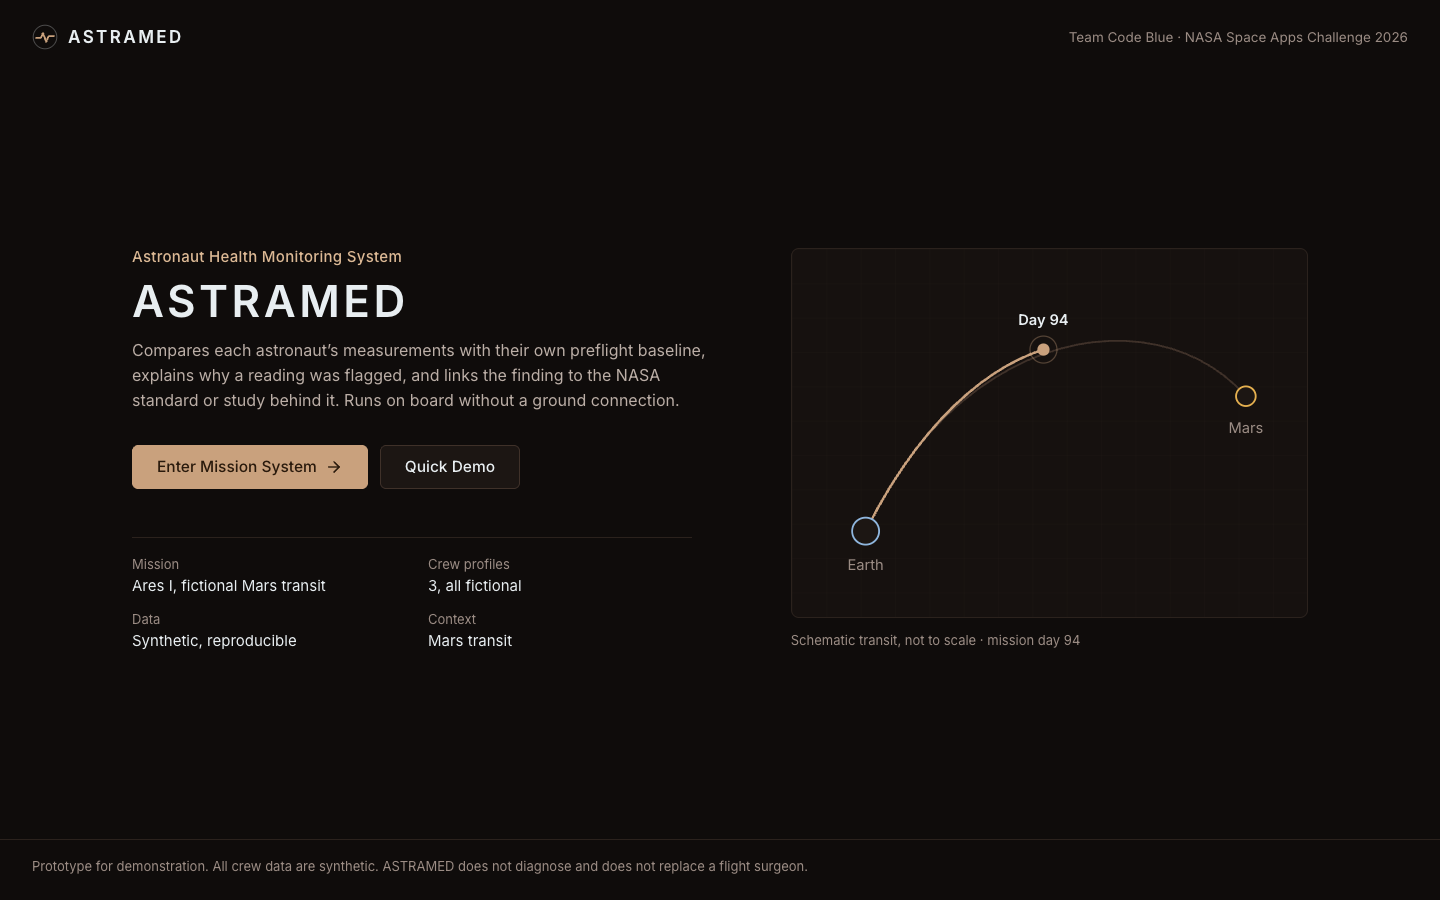 ASTRAMED
Team Code Blue · NASA Space Apps Challenge 2026
Astronaut Health Monitoring System
ASTRAMED
Compares each astronaut’s measurements with their own preflight baseline,
explains why a reading was flagged, and links the finding to the NASA
standard or study behind it. Runs on board without a ground connection.
Enter Mission System →
Quick Demo
Mission
Ares I, fictional Mars transit
Crew profiles
3, all fictional
Data
Synthetic, reproducible
Context
Mars transit
Day 94
Mars
Earth
Schematic transit, not to scale · mission day 94
Prototype for demonstration. All crew data are synthetic. ASTRAMED does not diagnose and does not replace a flight surgeon.